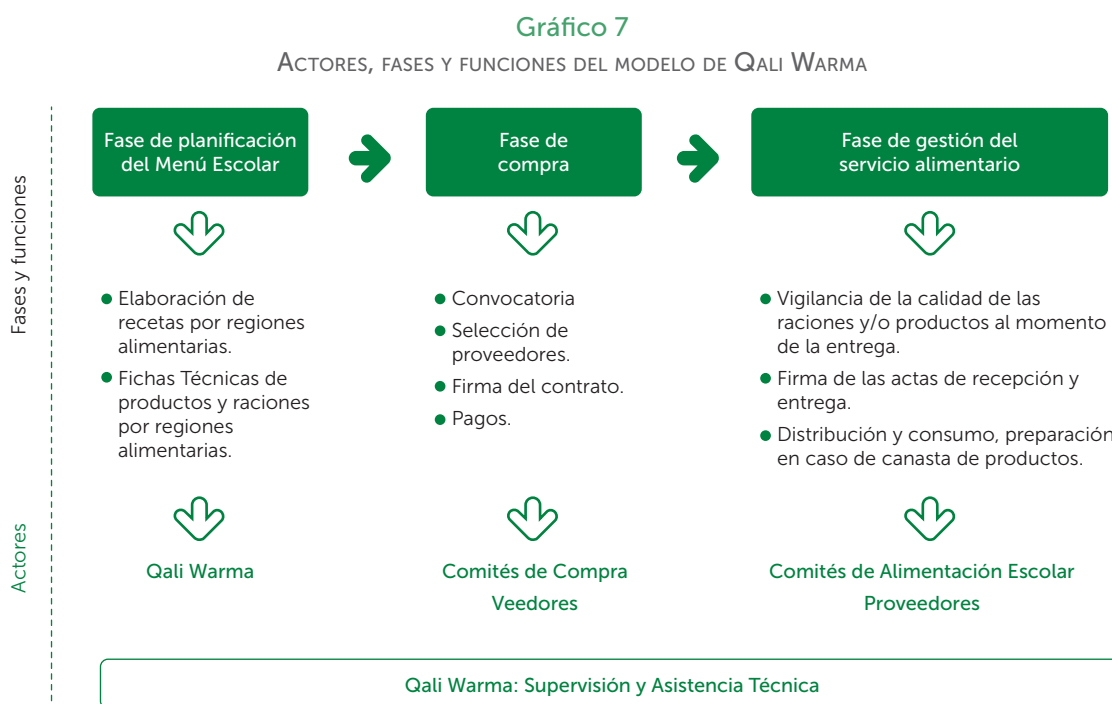 Gráfico 7
Actores, fases y funciones del modelo de Qali Warma
Fases y funciones
Fase de planificación
del Menú Escolar
Elaboración de
recetas por regiones
alimentarias.
Fichas Técnicas de
productos y raciones
por regiones
alimentarias.
Fase de
compra
Convocatoria
Selección de
proveedores.
Firma del contrato.
Pagos.
Fase de gestión del
servicio alimentario
Vigilancia de la calidad de las
raciones y/o productos al momento
de la entrega.
Firma de las actas de recepción y
entrega.
Distribución y consumo, preparación
en caso de canasta de productos.
Actores
Qali Warma
Comités de Compra
Veedores
Comités de Alimentación Escolar
Proveedores
Qali Warma: Supervisión y Asistencia Técnica